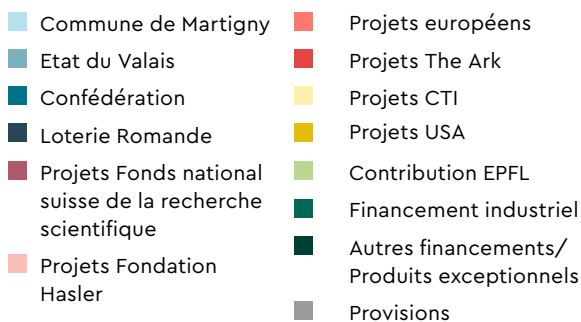 Commune de Martigny
Etat du Valais
Confédération
Loterie Romande
Projets Fonds national
suisse de la recherche
scientifique
Projets Fondation
Hasler
Projets européens
Projets The Ark
Projets CTI
Projets USA
Contribution EPFL
Financement industriel
Autres financements/
Produits exceptionnels
Provisions